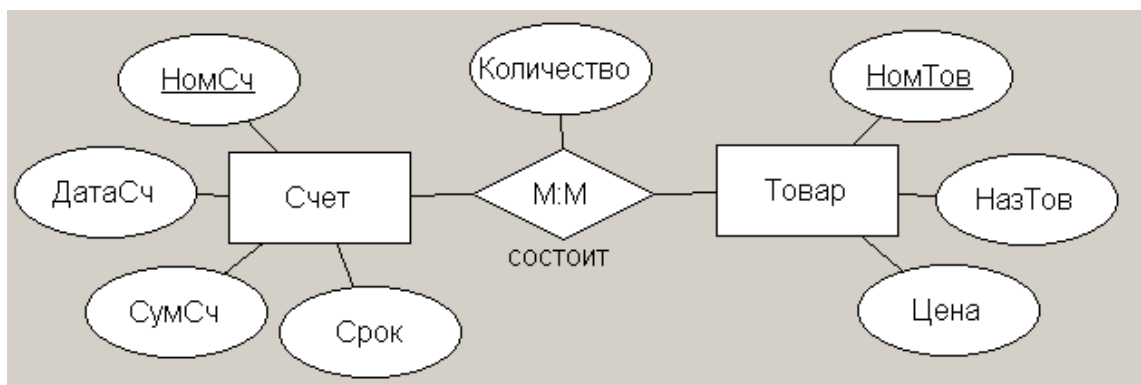 НомСч
Количество
НомТов
ДатаСч
Счет
М:М
Товар
НазТов
состоит
СумСч
Срок
Цена